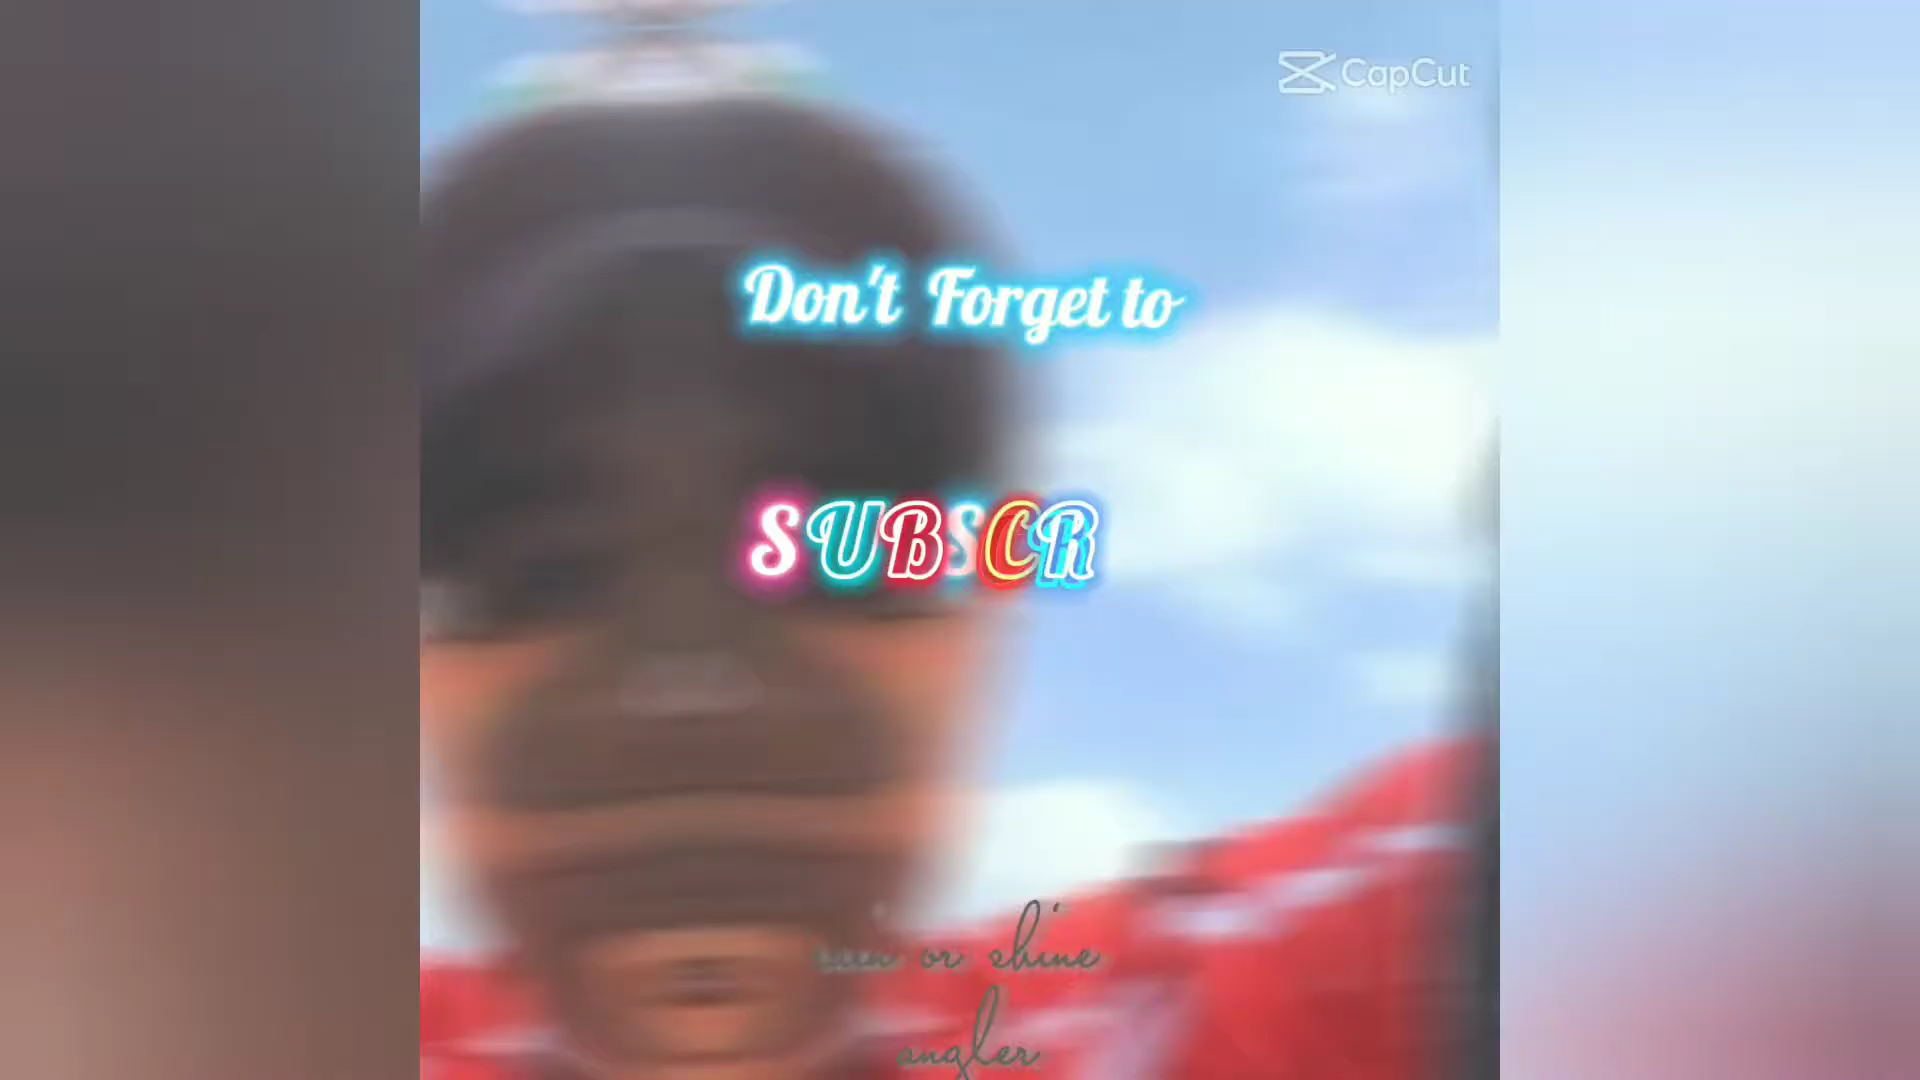 CapCut
Don't Forget to
SUBSCR
or shine
angler